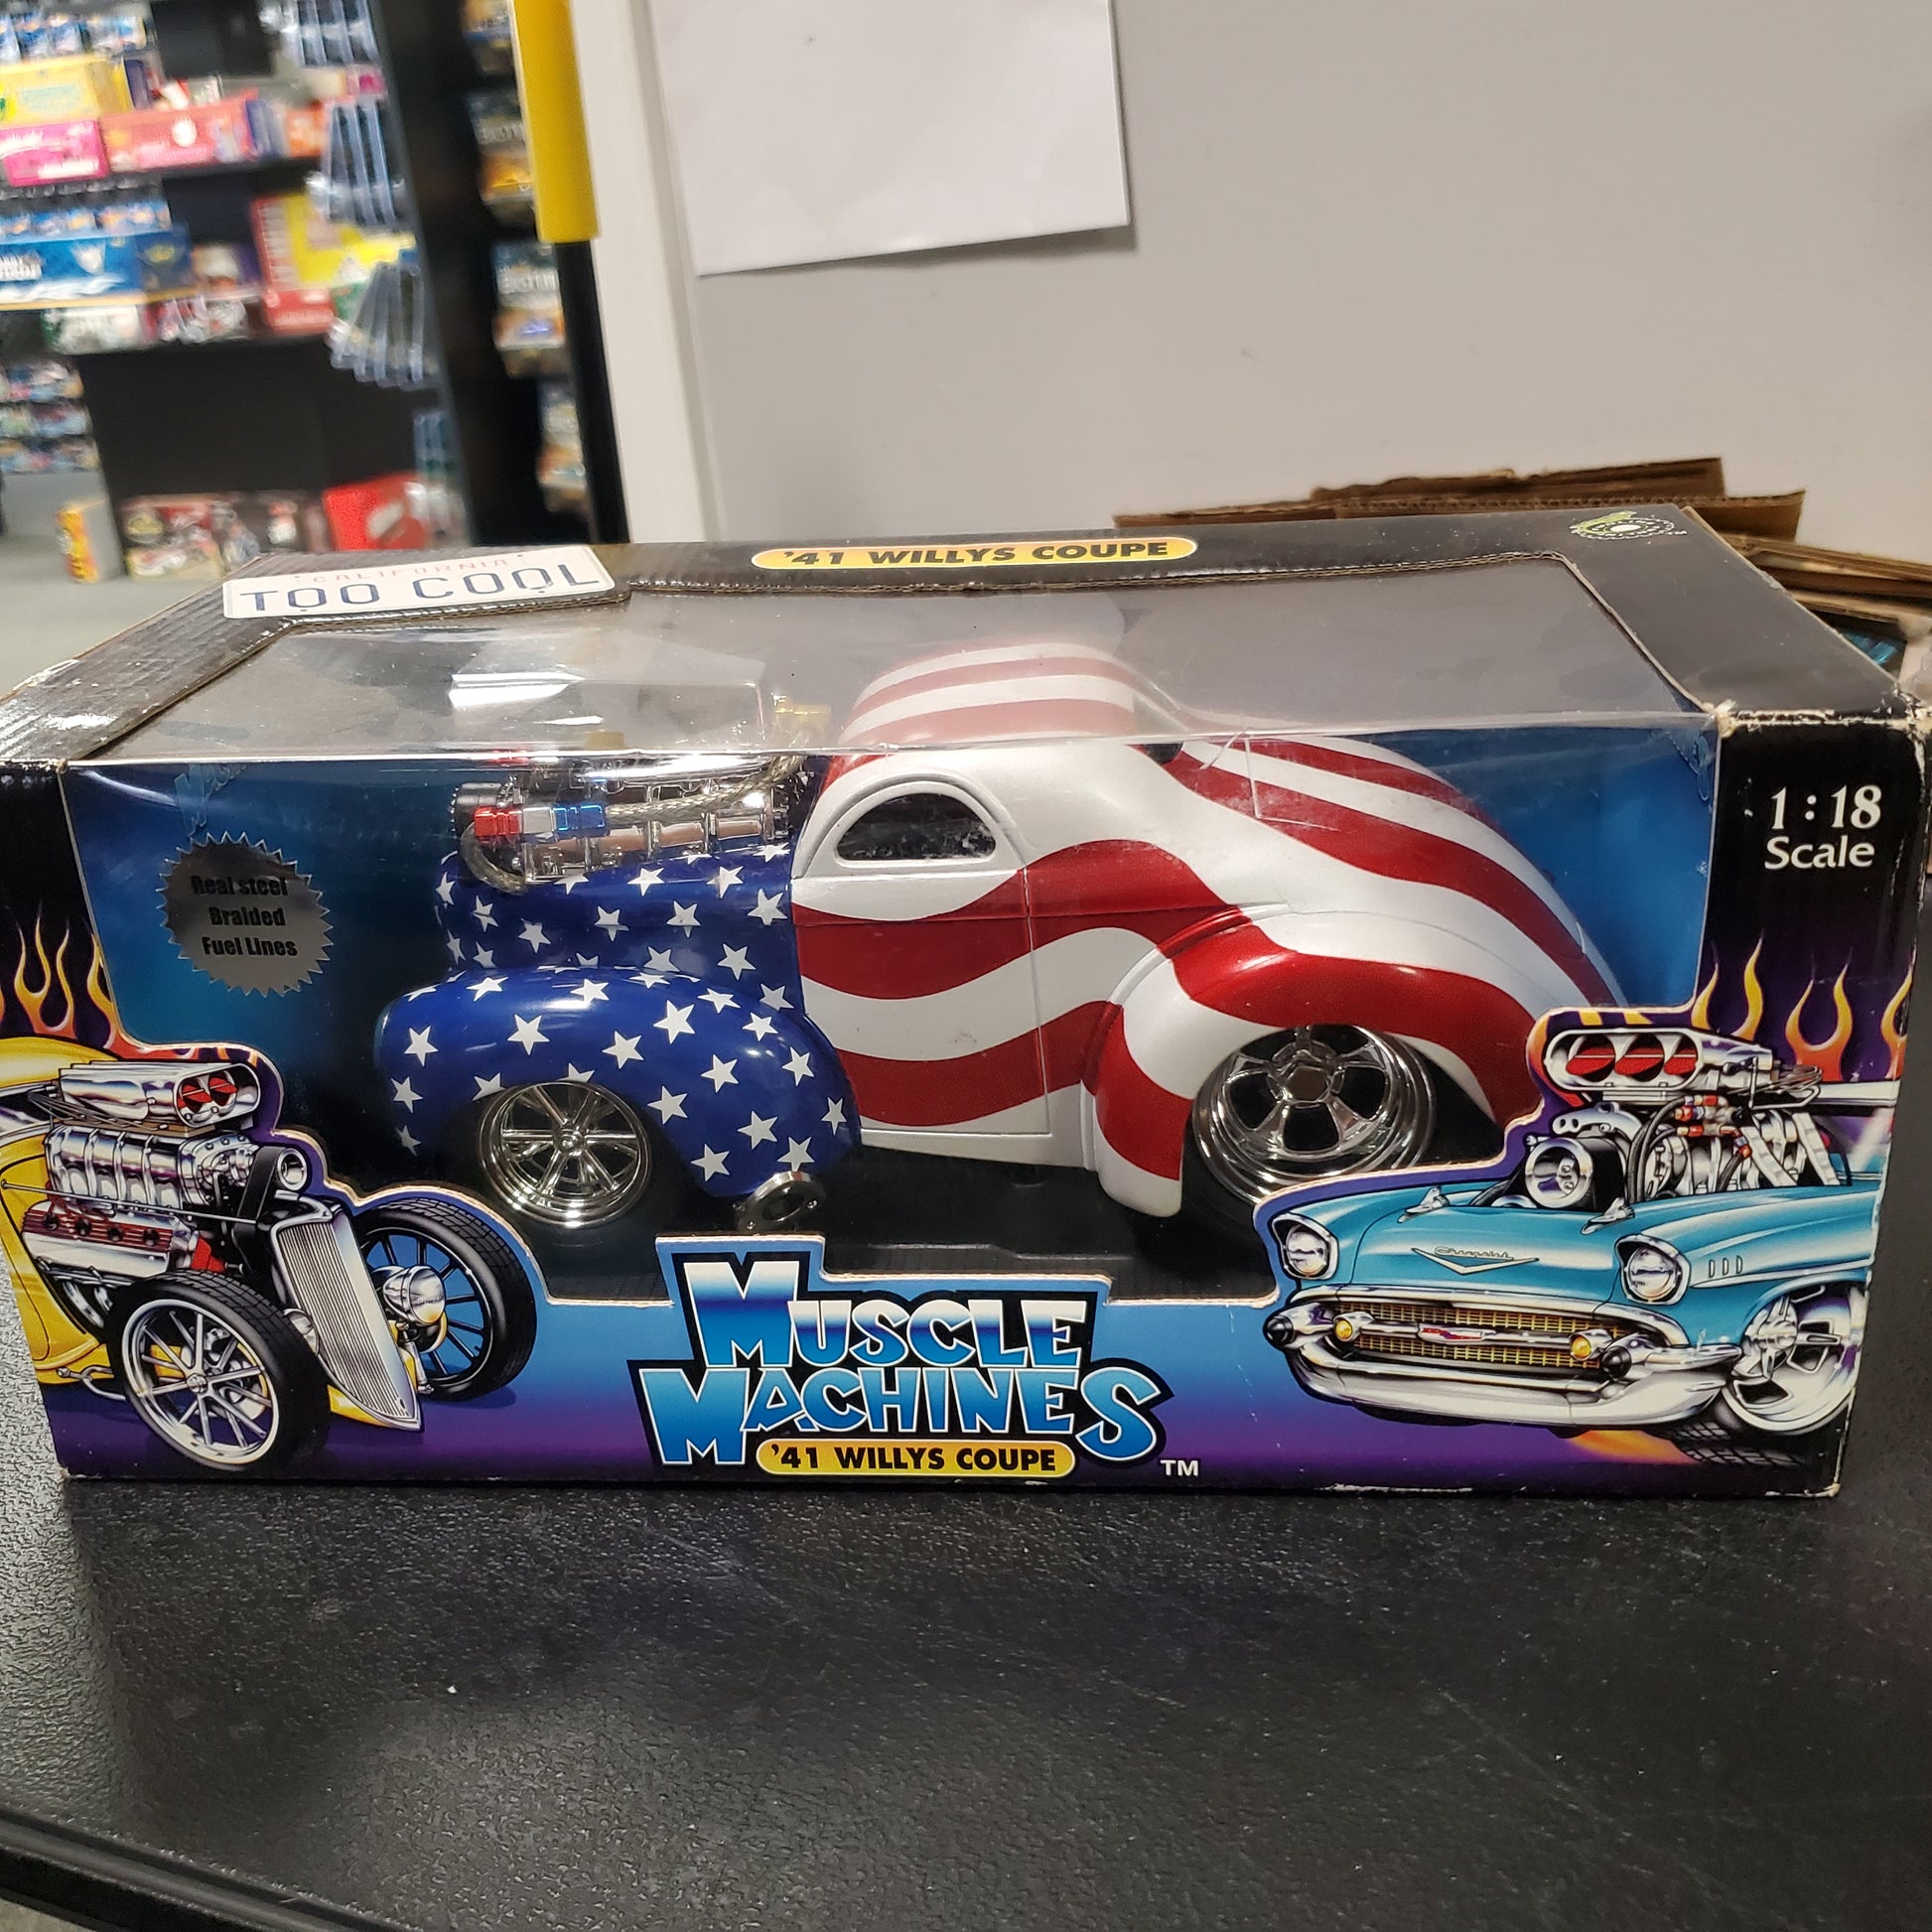 '41 WILLYS COUPE
CALIFORNIA
TOO COOL
1:18
Scale
Real steel
Braided
Fuel Lines
MUSCLE
MACHINES
'41 WILLYS COUPE
TM
Chevrolet